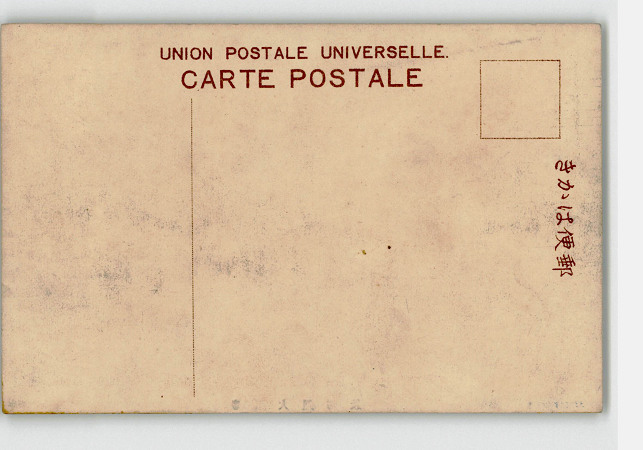 UNION POSTALE UNIVERSELLE.
CARTE POSTALE
郵便はかき